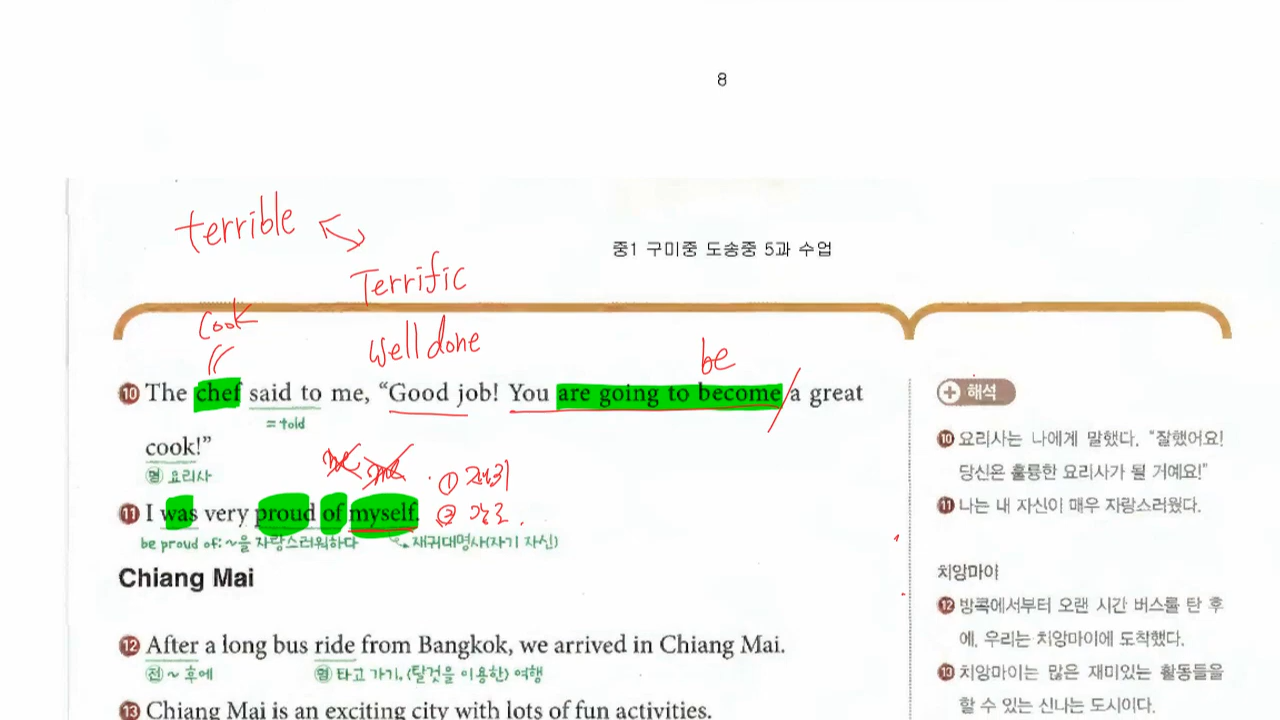 8
terrible
중1 구미중 도송중 5과 수업
Terrific
cook
well done
be
⑩ The chef said to me, “Good job! You are going to become a great
= told
cook!”
명 요리사
① 재귀
⑪ I was very proud of myself.
② 강조
be proud of: ~을 자랑스러워하다
재귀대명사(자기 자신)
Chiang Mai
⑫ After a long bus ride from Bangkok, we arrived in Chiang Mai.
전 ~ 후에
명 타고 가기, (탈것을 이용한) 여행
⑬ Chiang Mai is an exciting city with lots of fun activities.
해석
⑩ 요리사는 나에게 말했다. “잘했어요!
당신은 훌륭한 요리사가 될 거예요!”
⑪ 나는 내 자신이 매우 자랑스러웠다.
치앙마이
⑫ 방콕에서부터 오랜 시간 버스를 탄 후
에, 우리는 치앙마이에 도착했다.
⑬ 치앙마이는 많은 재미있는 활동들을
할 수 있는 신나는 도시이다.